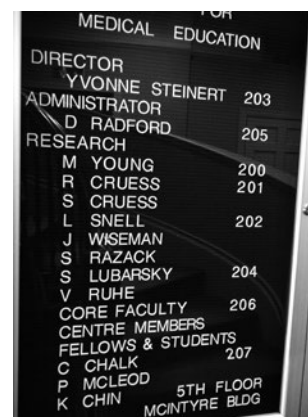 FOR
MEDICAL EDUCATION
DIRECTOR
YVONNE STEINERT 203
ADMINISTRATOR
D RADFORD 205
RESEARCH
M YOUNG 200
R CRUESS 201
S CRUESS
L SNELL 202
J WISEMAN
S RAZACK
S LUBARSKY 204
V RUHE
CORE FACULTY 206
CENTRE MEMBERS
FELLOWS & STUDENTS
C CHALK 207
P MCLEOD
K CHIN 5TH FLOOR
MCINTYRE BLDG